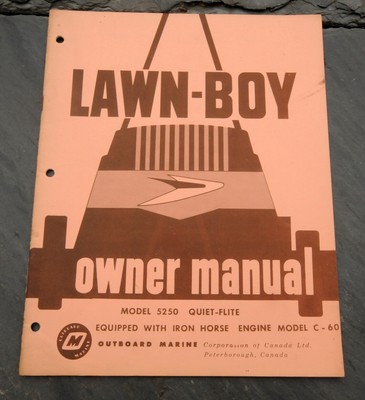 LAWN-BOY
owner manual
MODEL 5250 QUIET-FLITE
EQUIPPED WITH IRON HORSE ENGINE MODEL C-60
OUTBOARD MARINE Corporation of Canada Ltd.
Peterborough, Canada
M